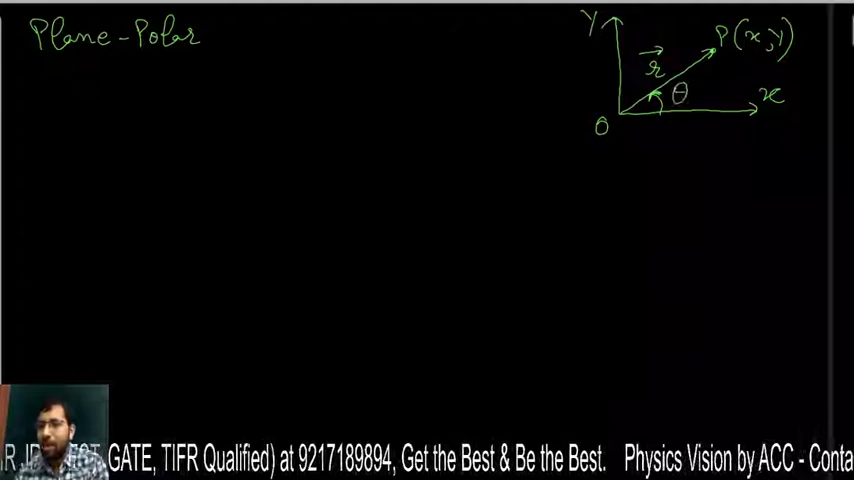 Plane-Polar
Y
P(x,y)
r
θ
x
O
GATE, TIFR Qualified) at 9217189894, Get the Best & Be the Best. Physics Vision by ACC - Conta